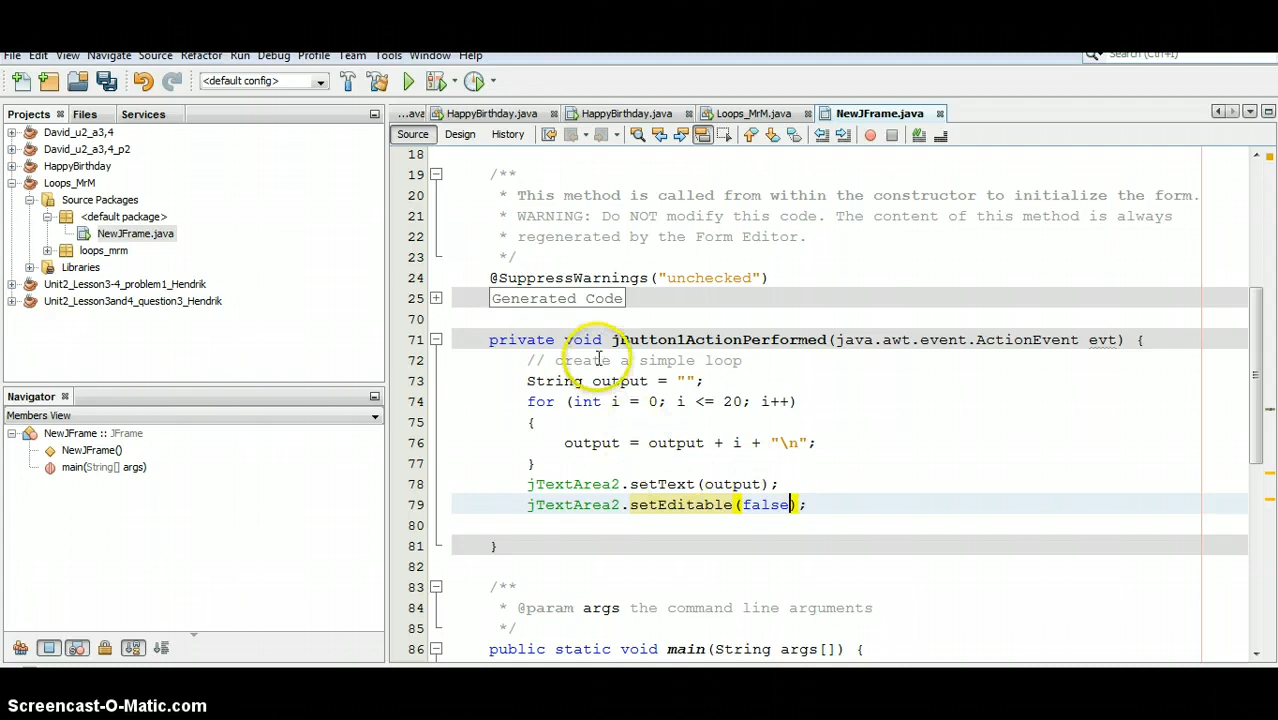 File Edit View Navigate Source Refactor Run Debug Profile Team Tools Window Help
Search (Ctrl+I)
<default config>
Projects Files Services
...ava HappyBirthday.java HappyBirthday.java Loops_MrM.java NewJFrame.java
Source Design History
David_u2_a3,4
David_u2_a3,4_p2
HappyBirthday
Loops_MrM
Source Packages
<default package>
NewJFrame.java
loops_mrm
Libraries
Unit2_Lesson3-4_problem1_Hendrik
Unit2_Lesson3and4_question3_Hendrik
Navigator
Members View
NewJFrame :: JFrame
NewJFrame()
main(String[] args)
18
19 /**
20 * This method is called from within the constructor to initialize the form.
21 * WARNING: Do NOT modify this code. The content of this method is always
22 * regenerated by the Form Editor.
23 */
24 @SuppressWarnings("unchecked")
25 Generated Code
70
71 private void jButton1ActionPerformed(java.awt.event.ActionEvent evt) {
72 // create a simple loop
73 String output = "";
74 for (int i = 0; i <= 20; i++)
75 {
76 output = output + i + "\n";
77 }
78 jTextArea2.setText(output);
79 jTextArea2.setEditable(false);
80
81 }
82
83 /**
84 * @param args the command line arguments
85 */
86 public static void main(String args[]) {
Screencast-O-Matic.com